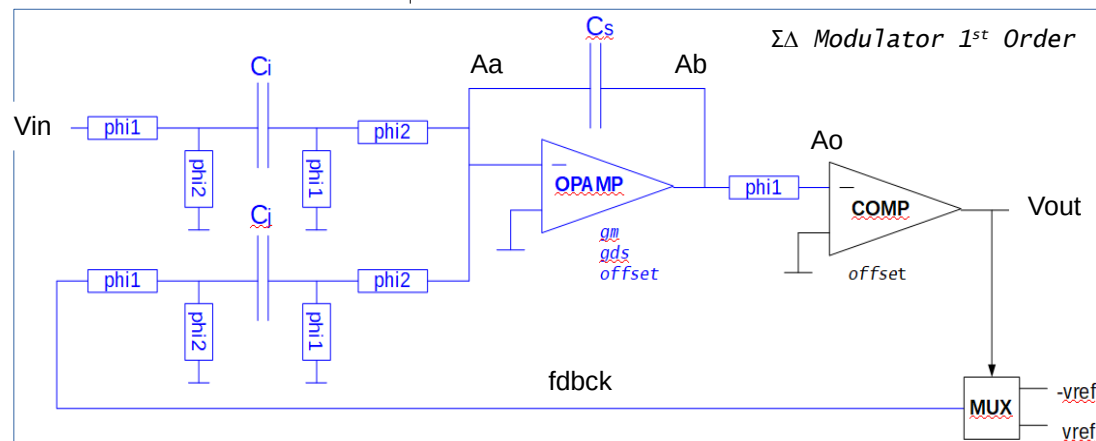 ΣΔ Modulator 1st Order
Cs
Aa
Ab
Ci
Vin
phi1
phi2
phi2
phi1
Ao
OPAMP
phi1
COMP
Vout
gm
gds
offset
offset
Cj
phi1
phi2
phi2
phi1
fdbck
MUX
-vref
vref